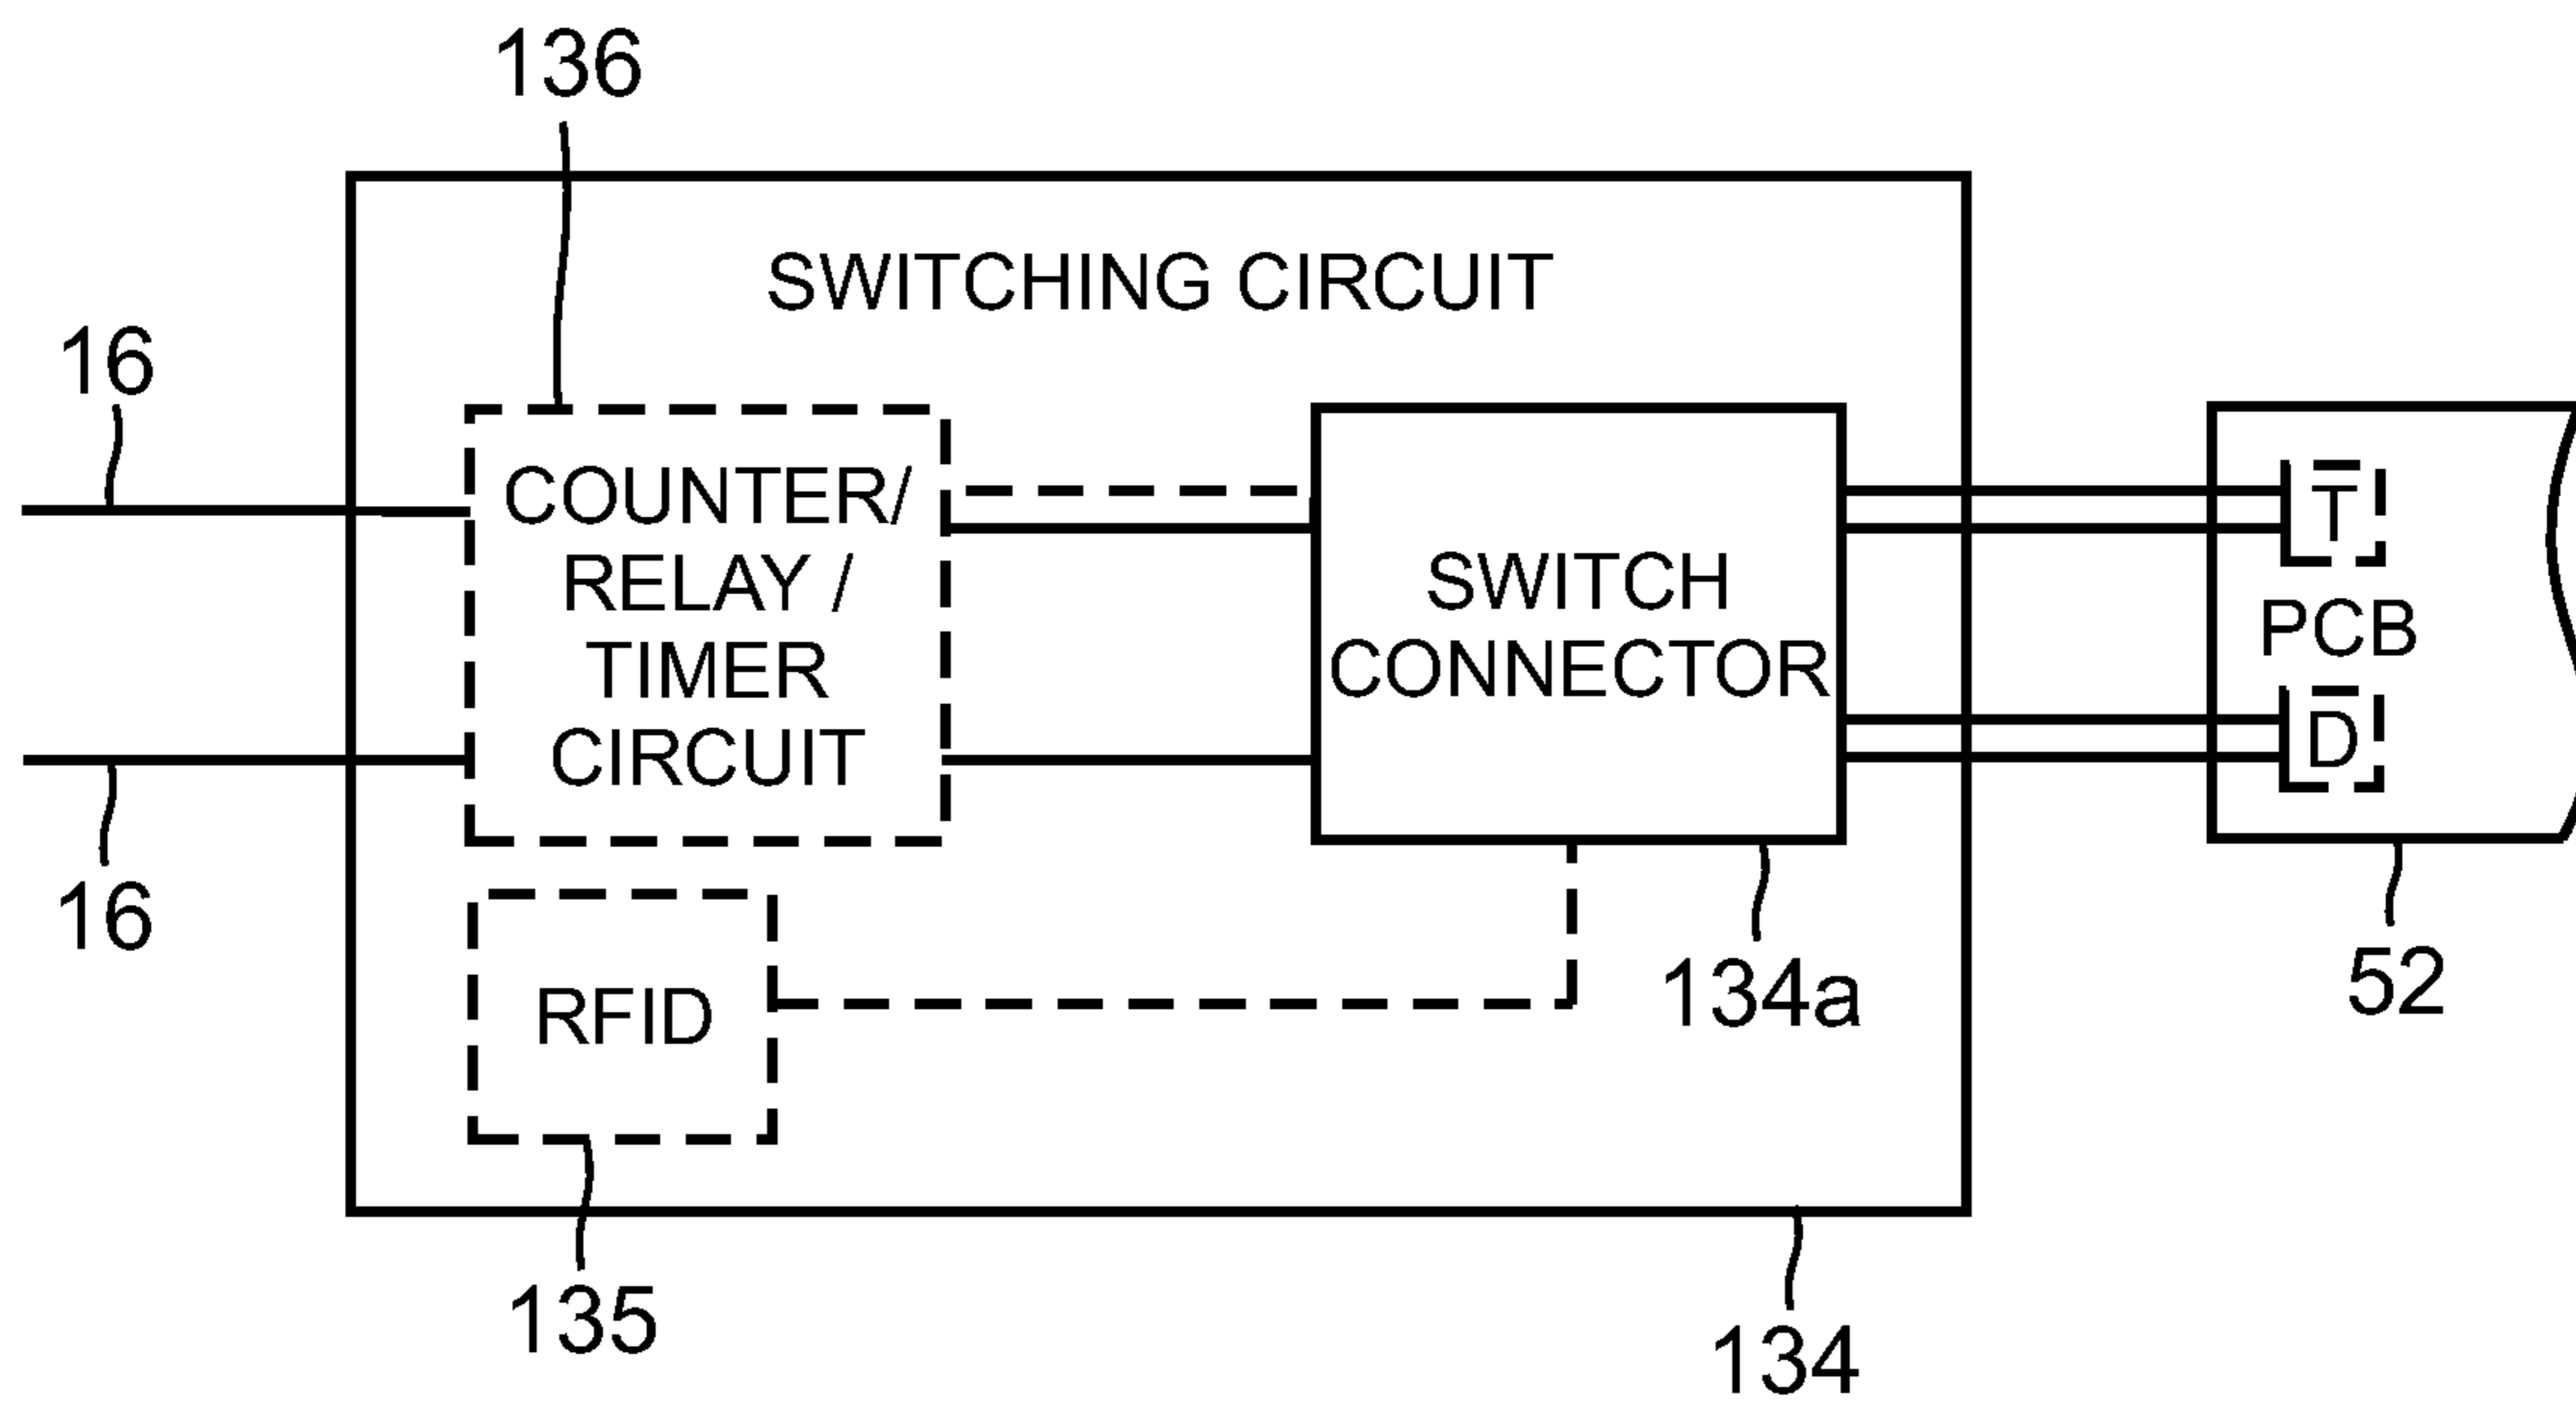 136
SWITCHING CIRCUIT
16
COUNTER/
RELAY /
TIMER
CIRCUIT
SWITCH
CONNECTOR
T
PCB
D
16
RFID
134a
52
135
134